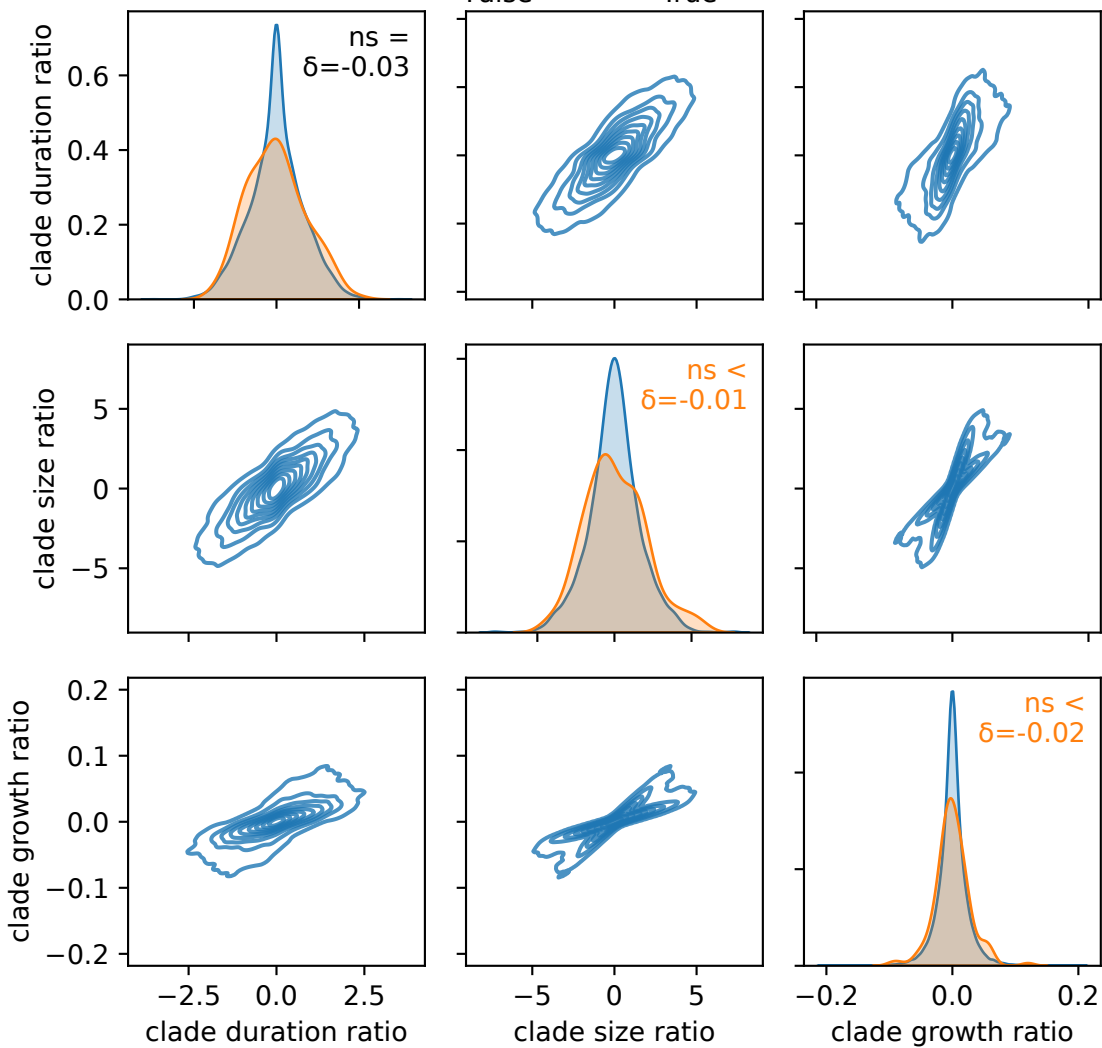 ns =
δ=-0.03
clade duration ratio
0.6
0.4
0.2
0.0
ns <
δ=-0.01
clade size ratio
5
0
−5
ns <
δ=-0.02
clade growth ratio
0.2
0.1
0.0
−0.1
−0.2
−2.5 0.0 2.5
−5 0 5
−0.2 0.0 0.2
clade duration ratio
clade size ratio
clade growth ratio